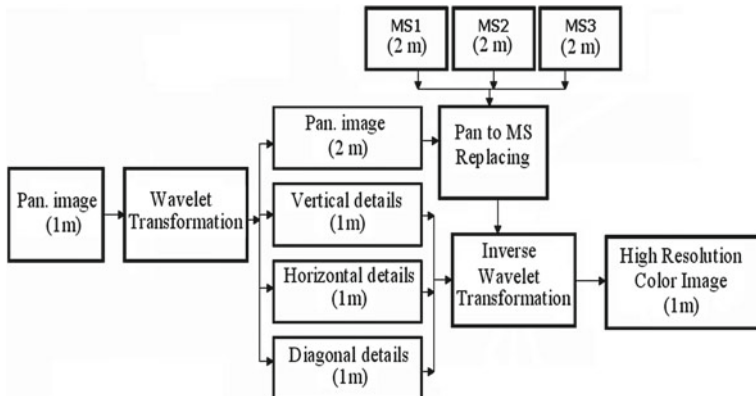 MS1
(2 m)
MS2
(2 m)
MS3
(2 m)
Pan. image
(2 m)
Pan to MS
Replacing
Pan. image
(1m)
Wavelet
Transformation
Vertical details
(1m)
Horizontal details
(1m)
Diagonal details
(1m)
Inverse
Wavelet
Transformation
High Resolution
Color Image
(1m)